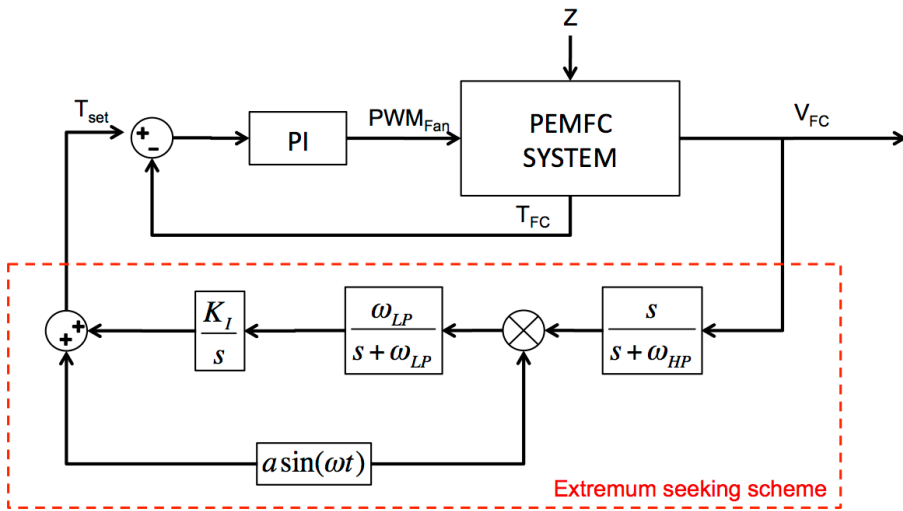 Z
T_set
+
−
PI
PWM_Fan
PEMFC
SYSTEM
V_FC
T_FC
+
+
K_I
s
ω_LP
s + ω_LP
s
s + ω_HP
a sin(ωt)
Extremum seeking scheme